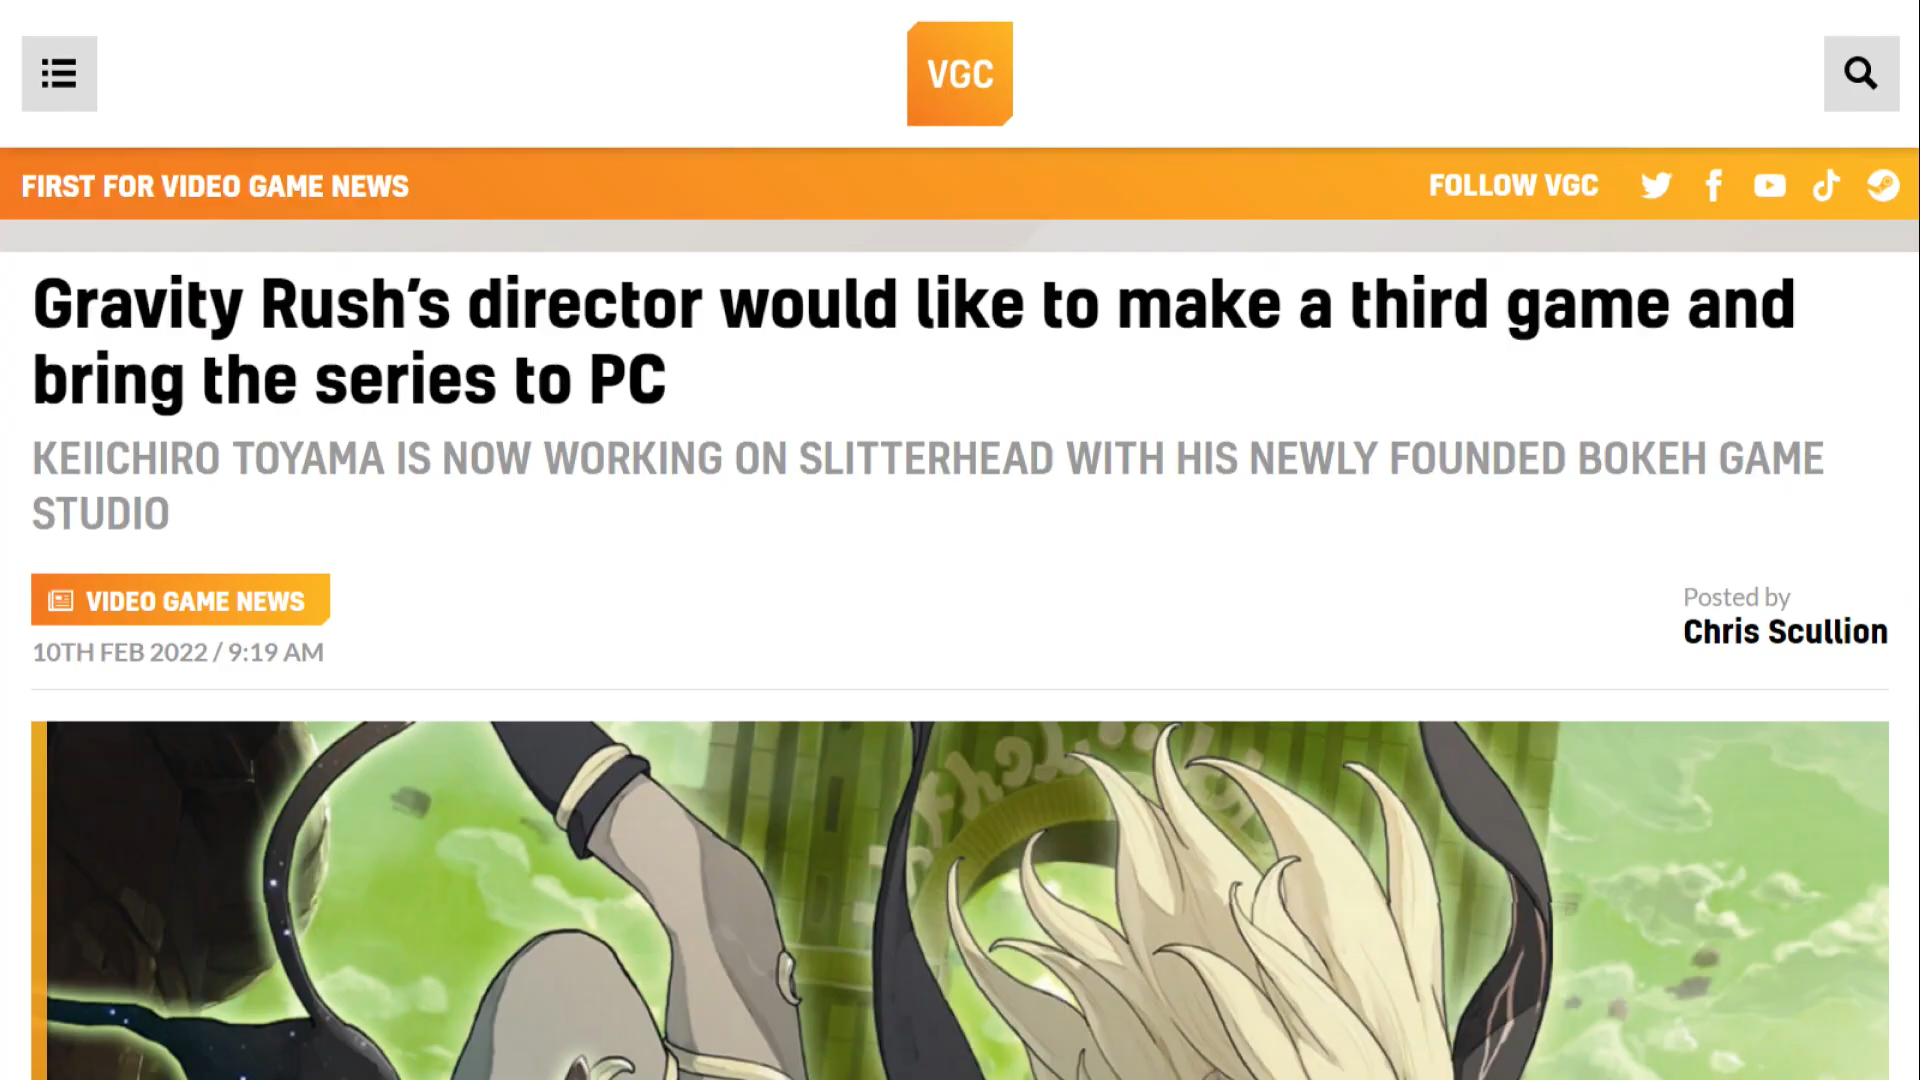 VGC
FIRST FOR VIDEO GAME NEWS
FOLLOW VGC
Gravity Rush’s director would like to make a third game and
bring the series to PC
KEIICHIRO TOYAMA IS NOW WORKING ON SLITTERHEAD WITH HIS NEWLY FOUNDED BOKEH GAME
STUDIO
VIDEO GAME NEWS
10TH FEB 2022 / 9:19 AM
Posted by
Chris Scullion